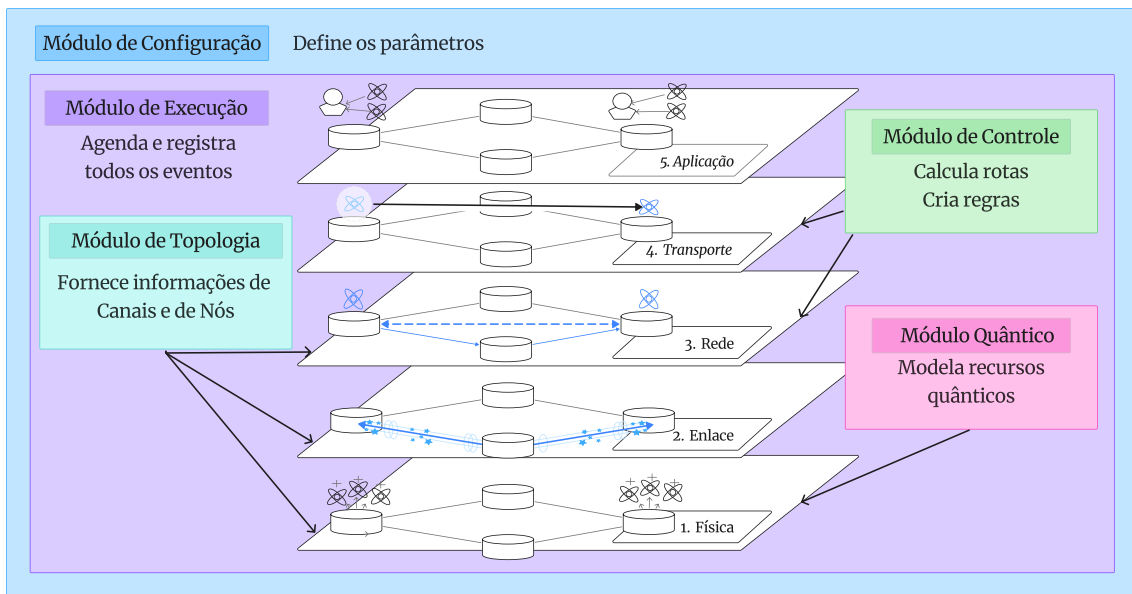 Módulo de Configuração
Define os parâmetros
Módulo de Execução
Agenda e registra
todos os eventos
5. Aplicação
Módulo de Controle
Calcula rotas
Cria regras
Módulo de Topologia
Fornece informações de
Canais e de Nós
4. Transporte
3. Rede
Módulo Quântico
Modela recursos
quânticos
2. Enlace
1. Física